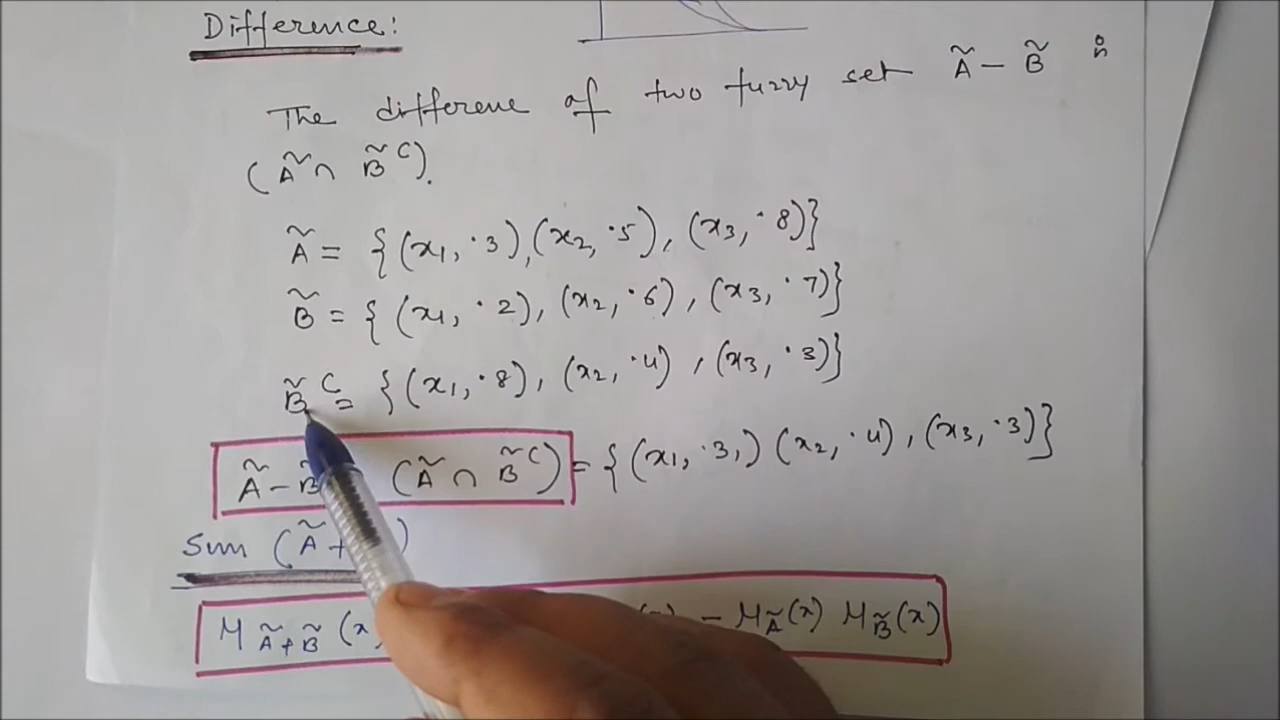 Difference:
The differene of two fuzzy set Ã – B̃ is
(Ã ∩ B̃ᶜ).
Ã = {(x₁, ·3), (x₂, ·5), (x₃, ·8)}
B̃ = {(x₁, ·2), (x₂, ·6), (x₃, ·7)}
B̃ᶜ = {(x₁, ·8), (x₂, ·4), (x₃, ·3)}
Ã – B̃ (Ã ∩ B̃ᶜ) = {(x₁, ·3,) (x₂, ·4), (x₃, ·3)}
Sum (Ã + )
μ Ã+B̃ (x – μÃ(x) μB̃(x)